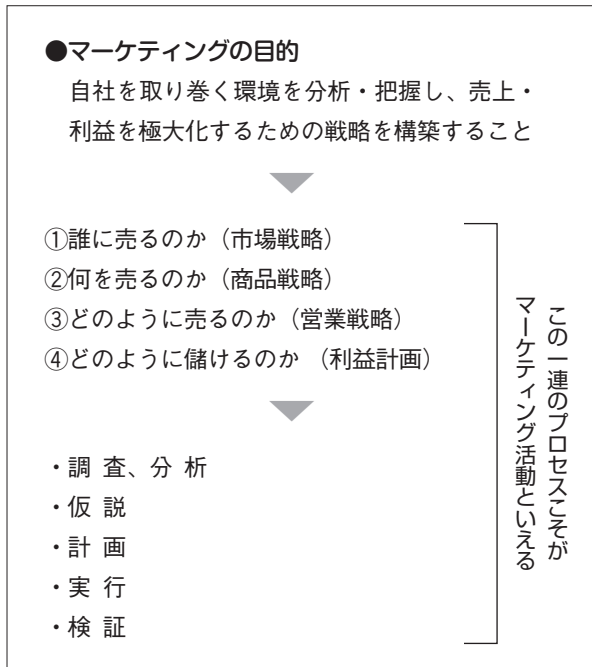 ●マーケティングの目的
自社を取り巻く環境を分析・把握し、売上・
利益を極大化するための戦略を構築すること
①誰に売るのか（市場戦略）
②何を売るのか（商品戦略）
③どのように売るのか（営業戦略）
④どのように儲けるのか （利益計画）
・調 査、分 析
・仮 説
・計 画
・実 行
・検 証
この一連のプロセスこそが
マーケティング活動といえる